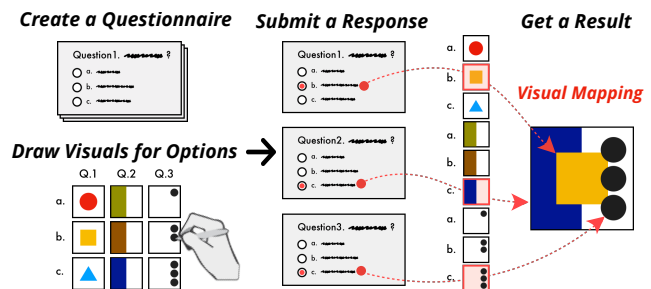 Create a Questionnaire
Question1. ?
a.
b.
c.
Draw Visuals for Options
Q.1 Q.2 Q.3
a.
b.
c.
Submit a Response
Question1. ?
a.
b.
c.
Question2. ?
a.
b.
c.
Question3. ?
a.
b.
c.
a.
b.
c.
a.
b.
c.
a.
b.
c.
Get a Result
Visual Mapping